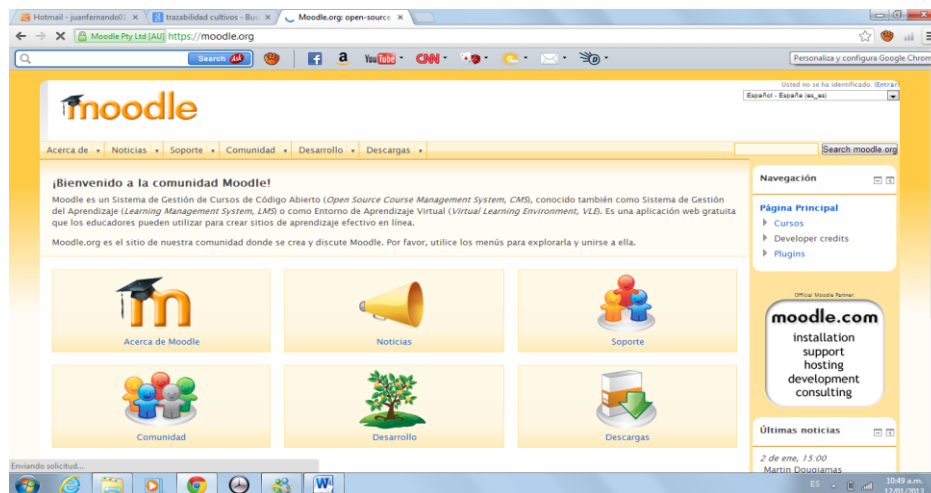 Hotmail - juanfernando0
trazabilidad cultivos - Bus
Moodle.org: open-source
Moodle Pty Ltd [AU] https://moodle.org
Search
a
You Tube
CNN
Personaliza y configura Google Chrom
Usted no se ha identificado. (Entrar)
Español - España (es_es)
moodle
Acerca de
Noticias
Soporte
Comunidad
Desarrollo
Descargas
Search moodle.org
¡Bienvenido a la comunidad Moodle!
Moodle es un Sistema de Gestión de Cursos de Código Abierto (Open Source Course Management System, CMS), conocido también como Sistema de Gestión
del Aprendizaje (Learning Management System, LMS) o como Entorno de Aprendizaje Virtual (Virtual Learning Environment, VLE). Es una aplicación web gratuita
que los educadores pueden utilizar para crear sitios de aprendizaje efectivo en línea.
Moodle.org es el sitio de nuestra comunidad donde se crea y discute Moodle. Por favor, utilice los menús para explorarla y unirse a ella.
m
Acerca de Moodle
Noticias
Soporte
Comunidad
Desarrollo
Descargas
Navegación
Página Principal
Cursos
Developer credits
Plugins
Official Moodle Partner:
moodle.com
installation
support
hosting
development
consulting
Últimas noticias
2 de ene, 15:00
Martin Dougiamas
Enviando solicitud...
W
ES
10:49 a.m.
12/01/2013